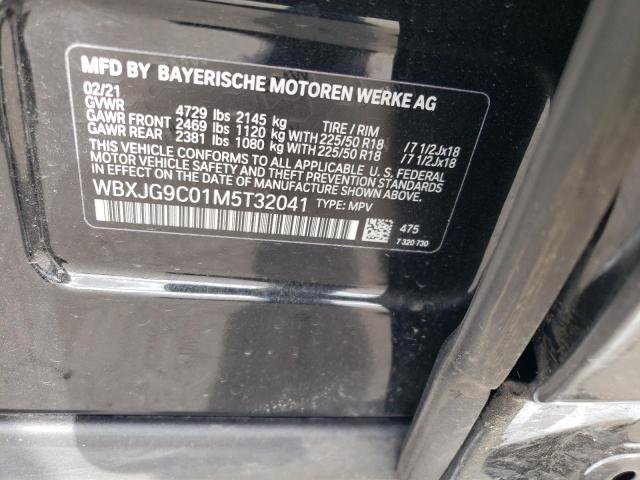 MFD BY BAYERISCHE MOTOREN WERKE AG
02/21
GVWR 4729 lbs 2145 kg TIRE / RIM
GAWR FRONT 2469 lbs 1120 kg WITH 225/50 R18 /7 1/2Jx18
GAWR REAR 2381 lbs 1080 kg WITH 225/50 R18 /7 1/2Jx18
THIS VEHICLE CONFORMS TO ALL APPLICABLE U. S. FEDERAL
MOTOR VEHICLE SAFETY AND THEFT PREVENTION STANDARDS
IN EFFECT ON THE DATE OF MANUFACTURE SHOWN ABOVE.
WBXJG9C01M5T32041 TYPE: MPV
475
7 320 730